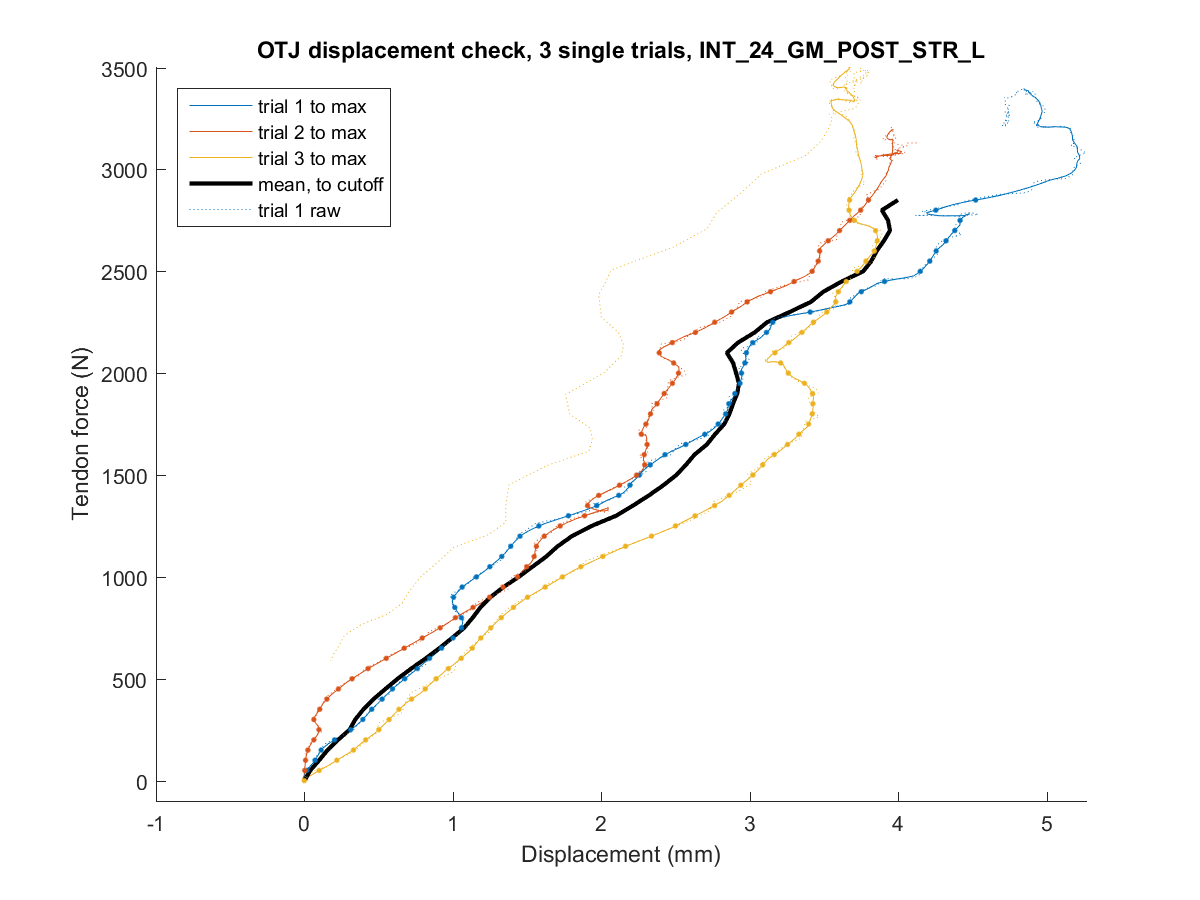 OTJ displacement check, 3 single trials, INT_24_GM_POST_STR_L
3500
3000
2500
2000
1500
1000
500
0
Tendon force (N)
trial 1 to max
trial 2 to max
trial 3 to max
mean, to cutoff
trial 1 raw
-1 0 1 2 3 4 5
Displacement (mm)